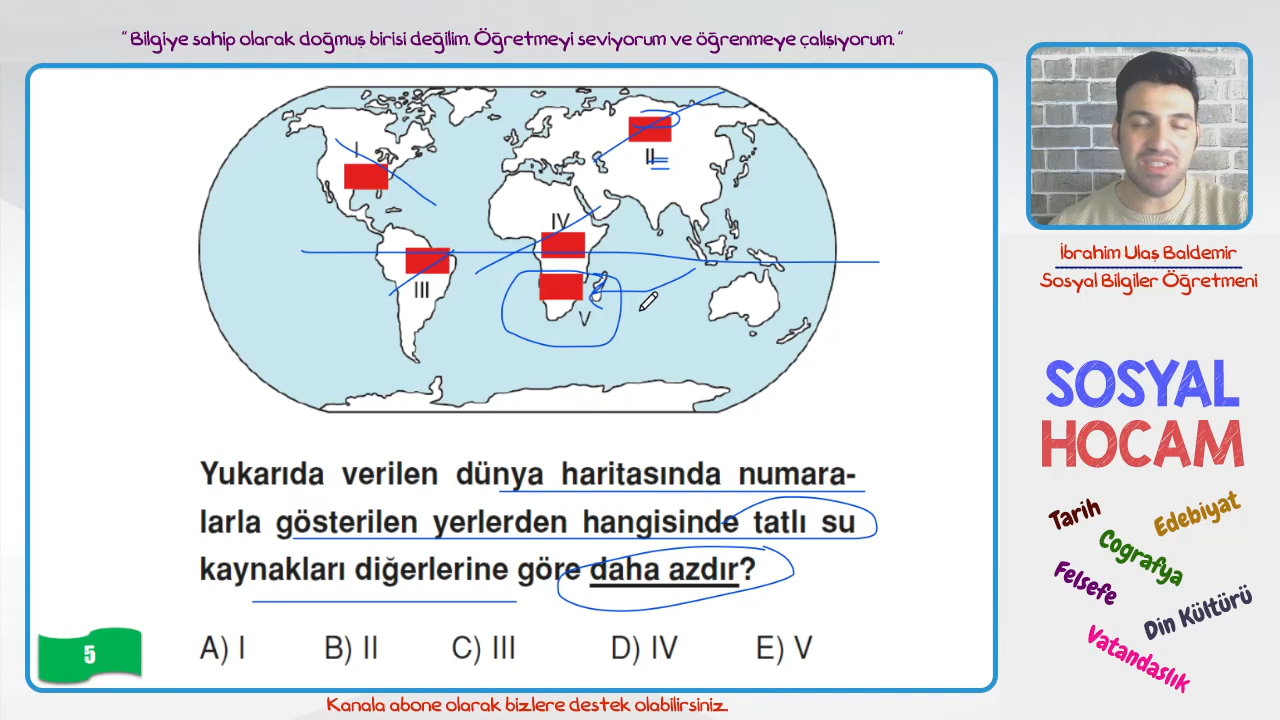 “ Bilgiye sahip olarak doğmuş birisi değilim. Öğretmeyi seviyorum ve öğrenmeye çalışıyorum. ”
I
II
IV
III
V
Yukarıda verilen dünya haritasında numara-
larla gösterilen yerlerden hangisinde tatlı su
kaynakları diğerlerine göre daha azdır?
A) I B) II C) III D) IV E) V
5
Kanala abone olarak bizlere destek olabilirsiniz.
İbrahim Ulaş Baldemir
Sosyal Bilgiler Öğretmeni
SOSYAL
HOCAM
Tarih
Edebiyat
Coğrafya
Felsefe
Din Kültürü
Vatandaslık